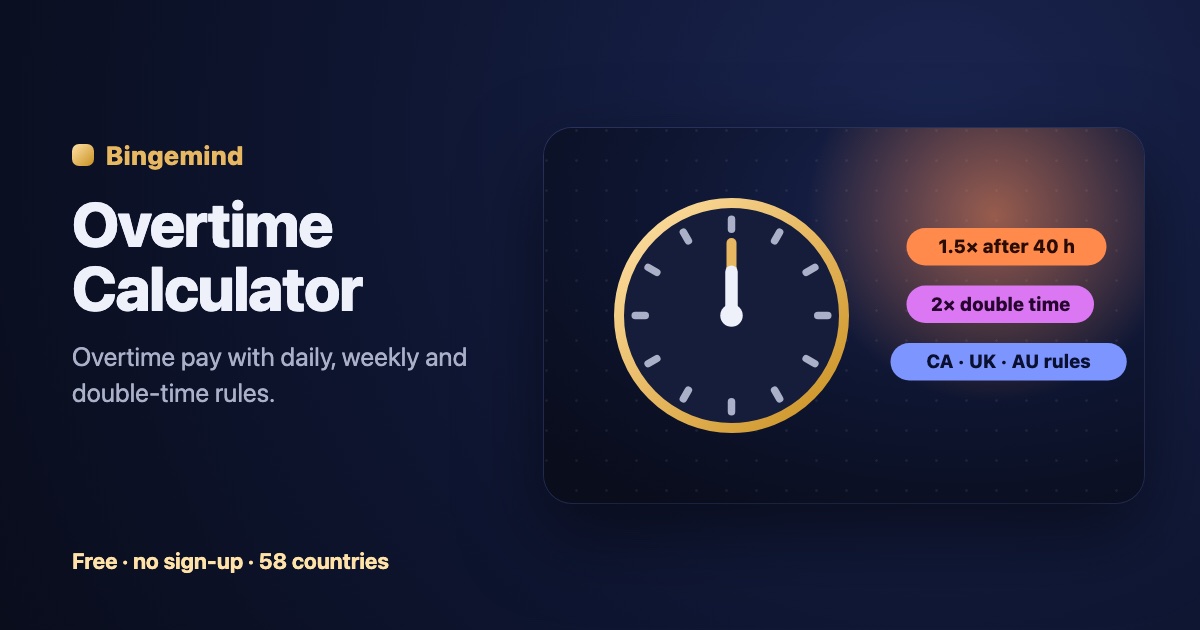 Bingemind
Overtime
Calculator
Overtime pay with daily, weekly and
double-time rules.
Free · no sign-up · 58 countries
1.5× after 40 h
2× double time
CA · UK · AU rules